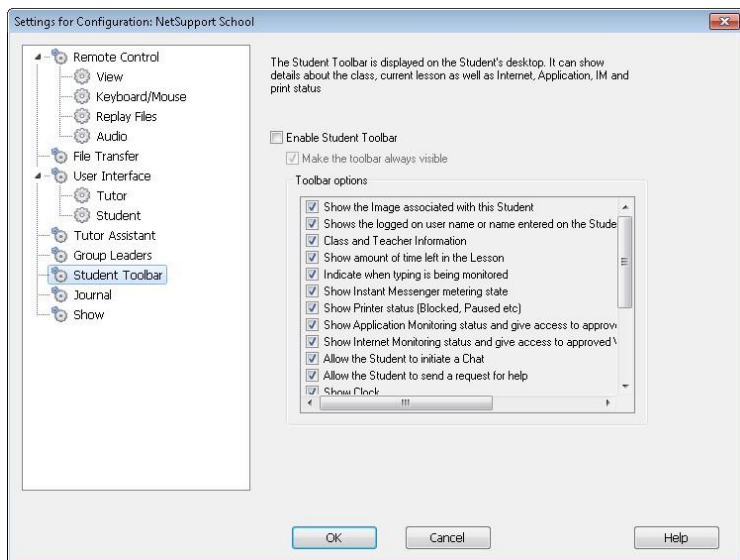 Settings for Configuration: NetSupport School
Remote Control
View
Keyboard/Mouse
Replay Files
Audio
File Transfer
User Interface
Tutor
Student
Tutor Assistant
Group Leaders
Student Toolbar
Journal
Show
The Student Toolbar is displayed on the Student's desktop. It can show
details about the class, current lesson as well as Internet, Application, IM and
print status
Enable Student Toolbar
Make the toolbar always visible
Toolbar options
Show the Image associated with this Student
Shows the logged on user name or name entered on the Stude
Class and Teacher Information
Show amount of time left in the Lesson
Indicate when typing is being monitored
Show Instant Messenger metering state
Show Printer status (Blocked, Paused etc)
Show Application Monitoring status and give access to approv
Show Internet Monitoring status and give access to approved
Allow the Student to initiate a Chat
Allow the Student to send a request for help
Show Clock
OK
Cancel
Help